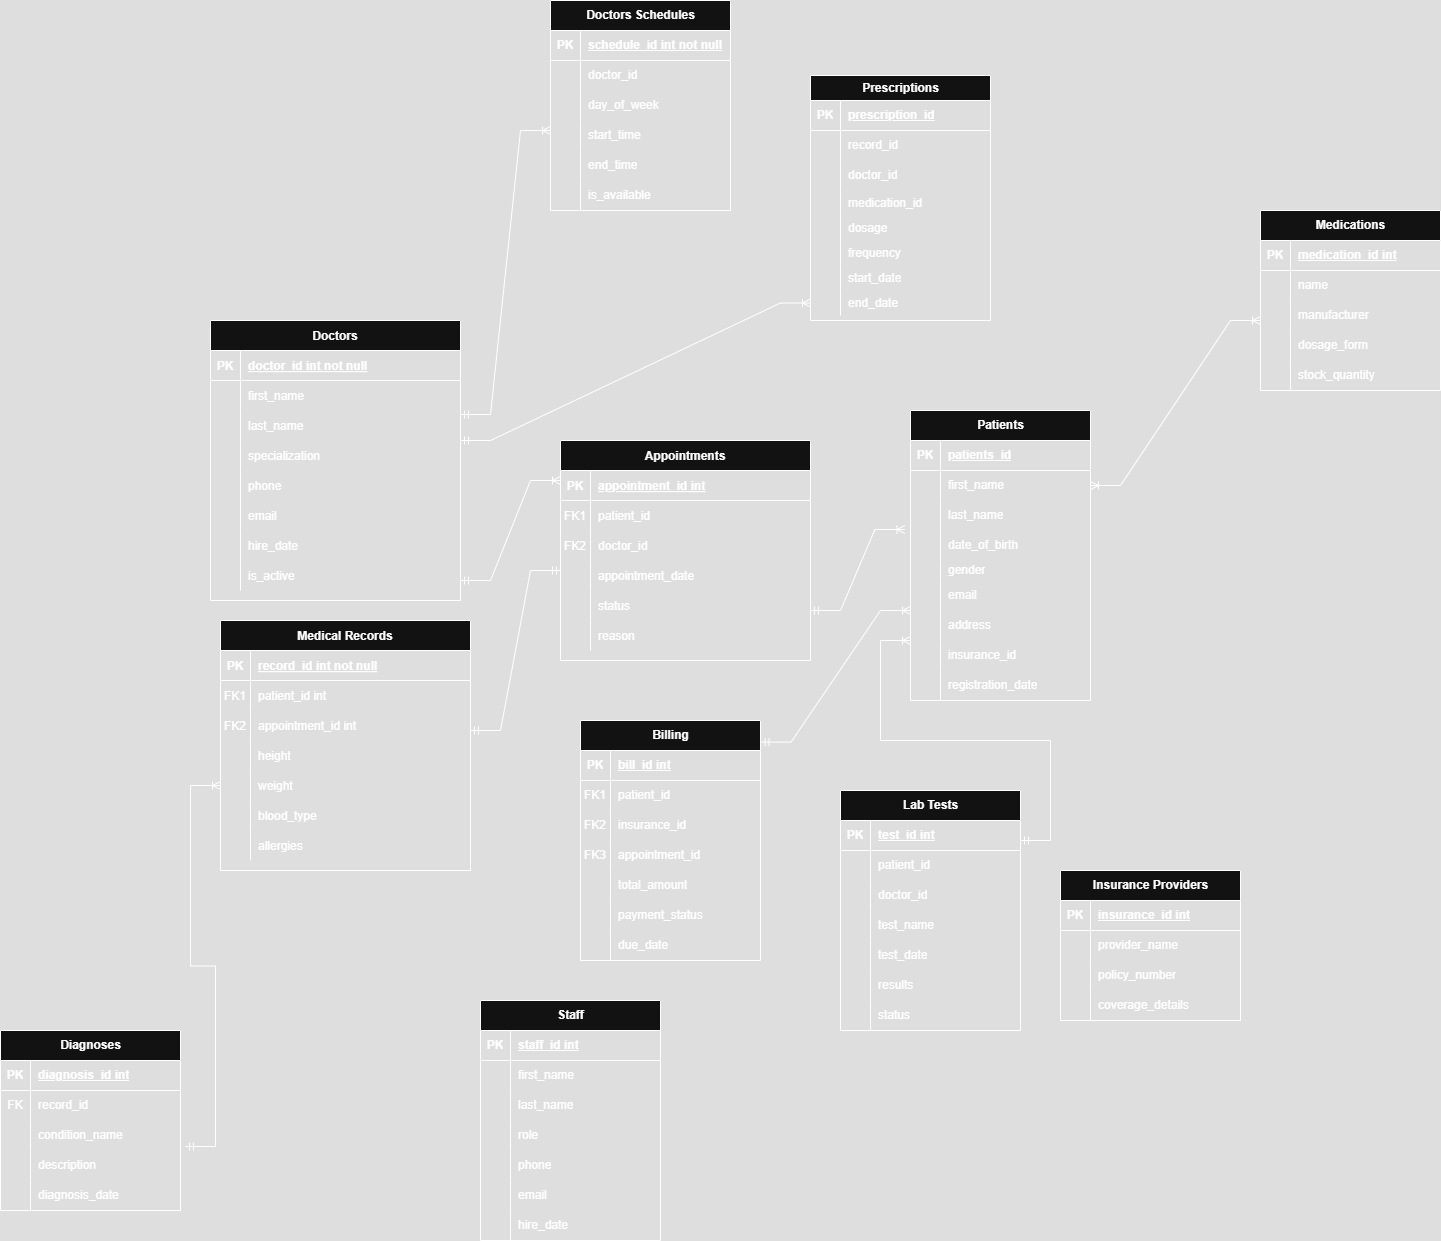 Doctors Schedules
PK schedule_id int not null
doctor_id
day_of_week
start_time
end_time
is_available
Prescriptions
PK prescription_id
record_id
doctor_id
medication_id
dosage
frequency
start_date
end_date
Medications
PK medication_id int
name
manufacturer
dosage_form
stock_quantity
Doctors
PK doctor_id int not null
first_name
last_name
specialization
phone
email
hire_date
is_active
Appointments
PK appointment_id int
FK1 patient_id
FK2 doctor_id
appointment_date
status
reason
Patients
PK patients_id
first_name
last_name
date_of_birth
gender
email
address
insurance_id
registration_date
Medical Records
PK record_id int not null
FK1 patient_id int
FK2 appointment_id int
height
weight
blood_type
allergies
Billing
PK bill_id int
FK1 patient_id
FK2 insurance_id
FK3 appointment_id
total_amount
payment_status
due_date
Lab Tests
PK test_id int
patient_id
doctor_id
test_name
test_date
results
status
Insurance Providers
PK insurance_id int
provider_name
policy_number
coverage_details
Diagnoses
PK diagnosis_id int
FK record_id
condition_name
description
diagnosis_date
Staff
PK staff_id int
first_name
last_name
role
phone
email
hire_date